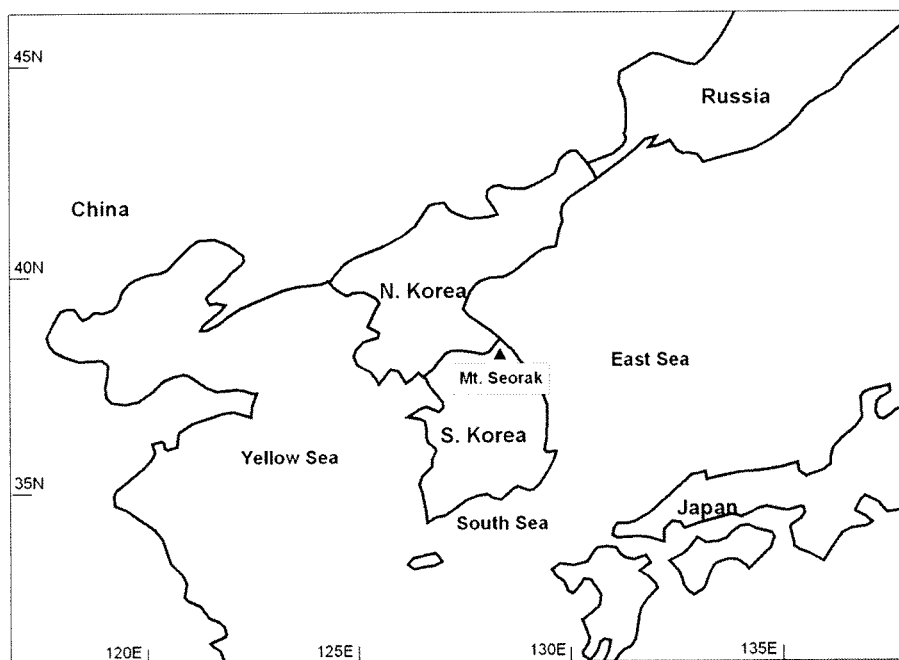 45N
Russia
China
40N
N. Korea
East Sea
Mt. Seorak
S. Korea
Yellow Sea
35N
Japan
South Sea
120E
125E
130E
135E